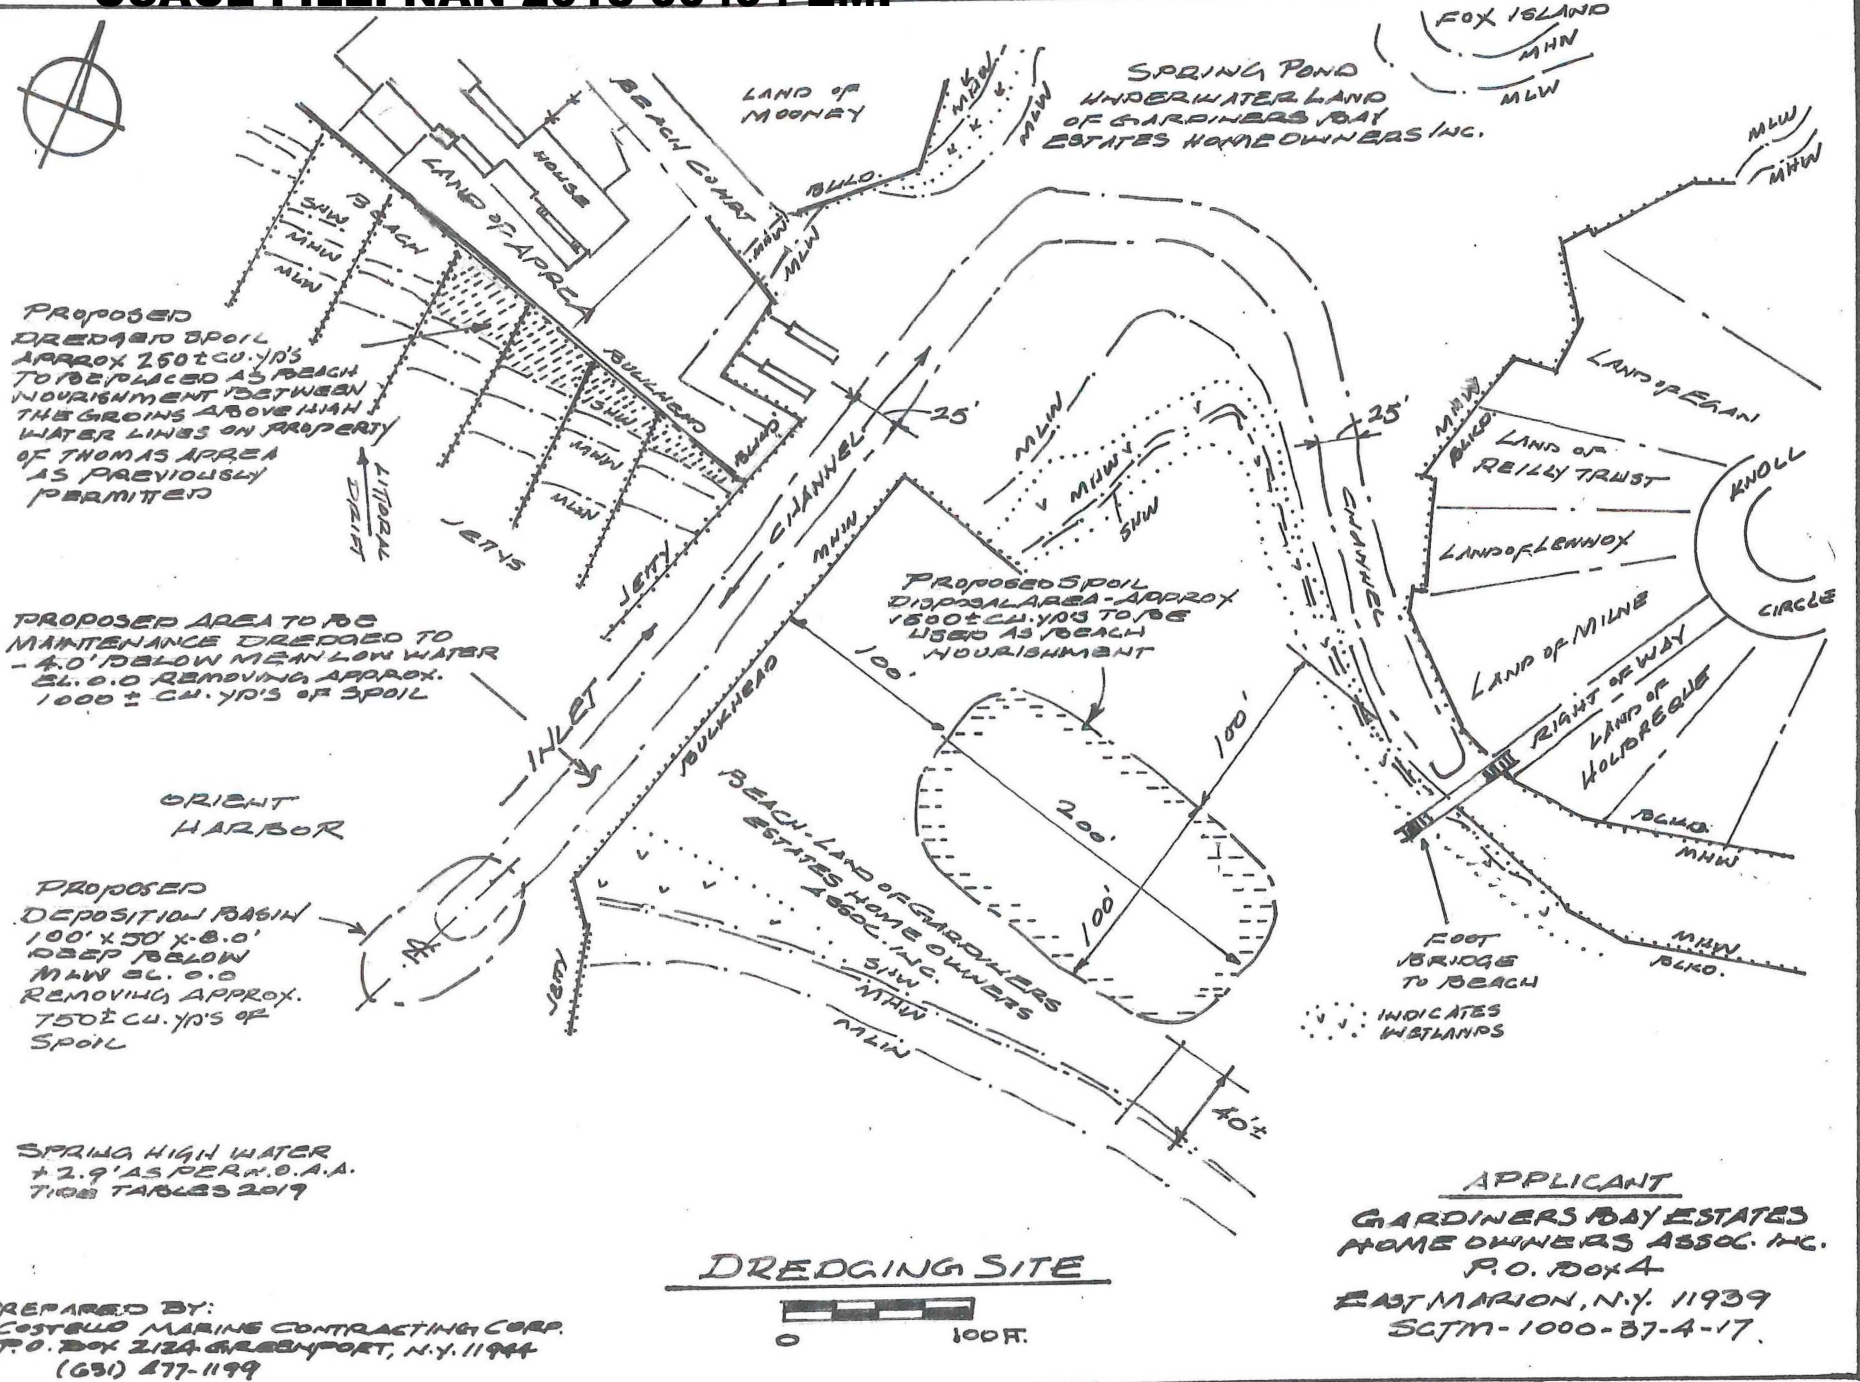 FOX ISLAND
MHW
MLW
SPRING POND
UNDERWATER LAND
OF GARDINERS BAY
ESTATES HOMEOWNERS INC.
LAND OF
MOONEY
MHW
MLW
MLW
MHW
BEACH COURT
BLKD.
MHW
MLW
HOUSE
LAND OF APREA
BEACH
SHW
MHW
MLW
PROPOSED
DREDGED SPOIL
APPROX 250± CU. YD'S
TO BE PLACED AS BEACH
NOURISHMENT BETWEEN
THE GROINS ABOVE HIGH
WATER LINES ON PROPERTY
OF THOMAS APREA
AS PREVIOUSLY
PERMITTED
LITTORAL
DRIFT
BULKHEAD
SHW
MHW
MLW
BLKD
JETYS
JETTY
25'
CHANNEL
MHW
MLW
MHW
SHW
25'
CHANNEL
MHW
BLKD.
LAND OF EGAN
LAND OF
REILLY TRUST
LAND OF LENNOX
LAND OF MILNE
KNOLL
CIRCLE
RIGHT OF WAY
LAND OF
HOLBREQUE
BLKD.
MHW
PROPOSED AREA TO BE
MAINTENANCE DREDGED TO
-4.0' BELOW MEAN LOW WATER
EL. 0.0 REMOVING APPROX.
1000 ± CU. YD'S OF SPOIL
INLET
BULKHEAD
PROPOSED SPOIL
DISPOSAL AREA - APPROX
1500± CU. YD'S TO BE
USED AS BEACH
NOURISHMENT
100'
100'
200'
100'
ORIENT
HARBOR
PROPOSED
DEPOSITION BASIN
100' X 50' X -8.0'
DEEP BELOW
MLW EL. 0.0
REMOVING APPROX.
750± CU. YD'S OF
SPOIL
A
JETTY
BEACH - LAND OF GARDINERS
ESTATES HOME OWNERS
ASSOC. INC.
SHW
MHW
MLW
40'±
FOOT
BRIDGE
TO BEACH
MHW
BLKD.
INDICATES
WETLANDS
SPRING HIGH WATER
+2.9' AS PER N.O.A.A.
TIDE TABLES 2019
DREDGING SITE
0 100 FT.
APPLICANT
GARDINERS BAY ESTATES
HOME OWNERS ASSOC. INC.
P.O. BOX 4
EAST MARION, N.Y. 11939
SCTM-1000-37-4-17
PREPARED BY:
COSTELLO MARINE CONTRACTING CORP.
P.O. BOX 2124 GREENPORT, N.Y. 11944
(631) 477-1199